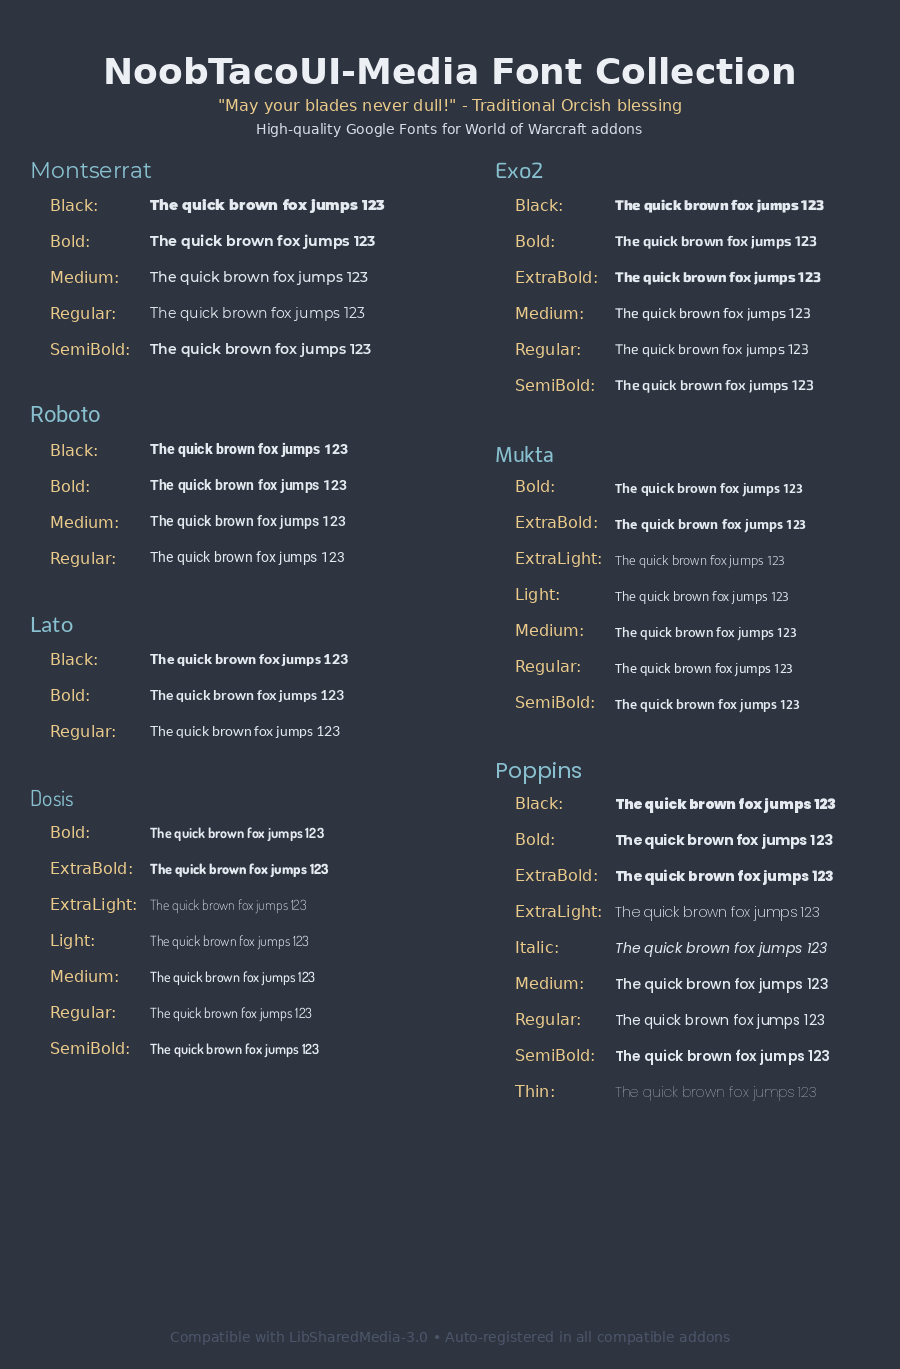 NoobTacoUI-Media Font Collection
"May your blades never dull!" - Traditional Orcish blessing
High-quality Google Fonts for World of Warcraft addons
Montserrat
Black: The quick brown fox jumps 123
Bold: The quick brown fox jumps 123
Medium: The quick brown fox jumps 123
Regular: The quick brown fox jumps 123
SemiBold: The quick brown fox jumps 123
Roboto
Black: The quick brown fox jumps 123
Bold: The quick brown fox jumps 123
Medium: The quick brown fox jumps 123
Regular: The quick brown fox jumps 123
Lato
Black: The quick brown fox jumps 123
Bold: The quick brown fox jumps 123
Regular: The quick brown fox jumps 123
Dosis
Bold: The quick brown fox jumps 123
ExtraBold: The quick brown fox jumps 123
ExtraLight: The quick brown fox jumps 123
Light: The quick brown fox jumps 123
Medium: The quick brown fox jumps 123
Regular: The quick brown fox jumps 123
SemiBold: The quick brown fox jumps 123
Exo2
Black: The quick brown fox jumps 123
Bold: The quick brown fox jumps 123
ExtraBold: The quick brown fox jumps 123
Medium: The quick brown fox jumps 123
Regular: The quick brown fox jumps 123
SemiBold: The quick brown fox jumps 123
Mukta
Bold: The quick brown fox jumps 123
ExtraBold: The quick brown fox jumps 123
ExtraLight: The quick brown fox jumps 123
Light: The quick brown fox jumps 123
Medium: The quick brown fox jumps 123
Regular: The quick brown fox jumps 123
SemiBold: The quick brown fox jumps 123
Poppins
Black: The quick brown fox jumps 123
Bold: The quick brown fox jumps 123
ExtraBold: The quick brown fox jumps 123
ExtraLight: The quick brown fox jumps 123
Italic: The quick brown fox jumps 123
Medium: The quick brown fox jumps 123
Regular: The quick brown fox jumps 123
SemiBold: The quick brown fox jumps 123
Thin: The quick brown fox jumps 123
Compatible with LibSharedMedia-3.0 • Auto-registered in all compatible addons